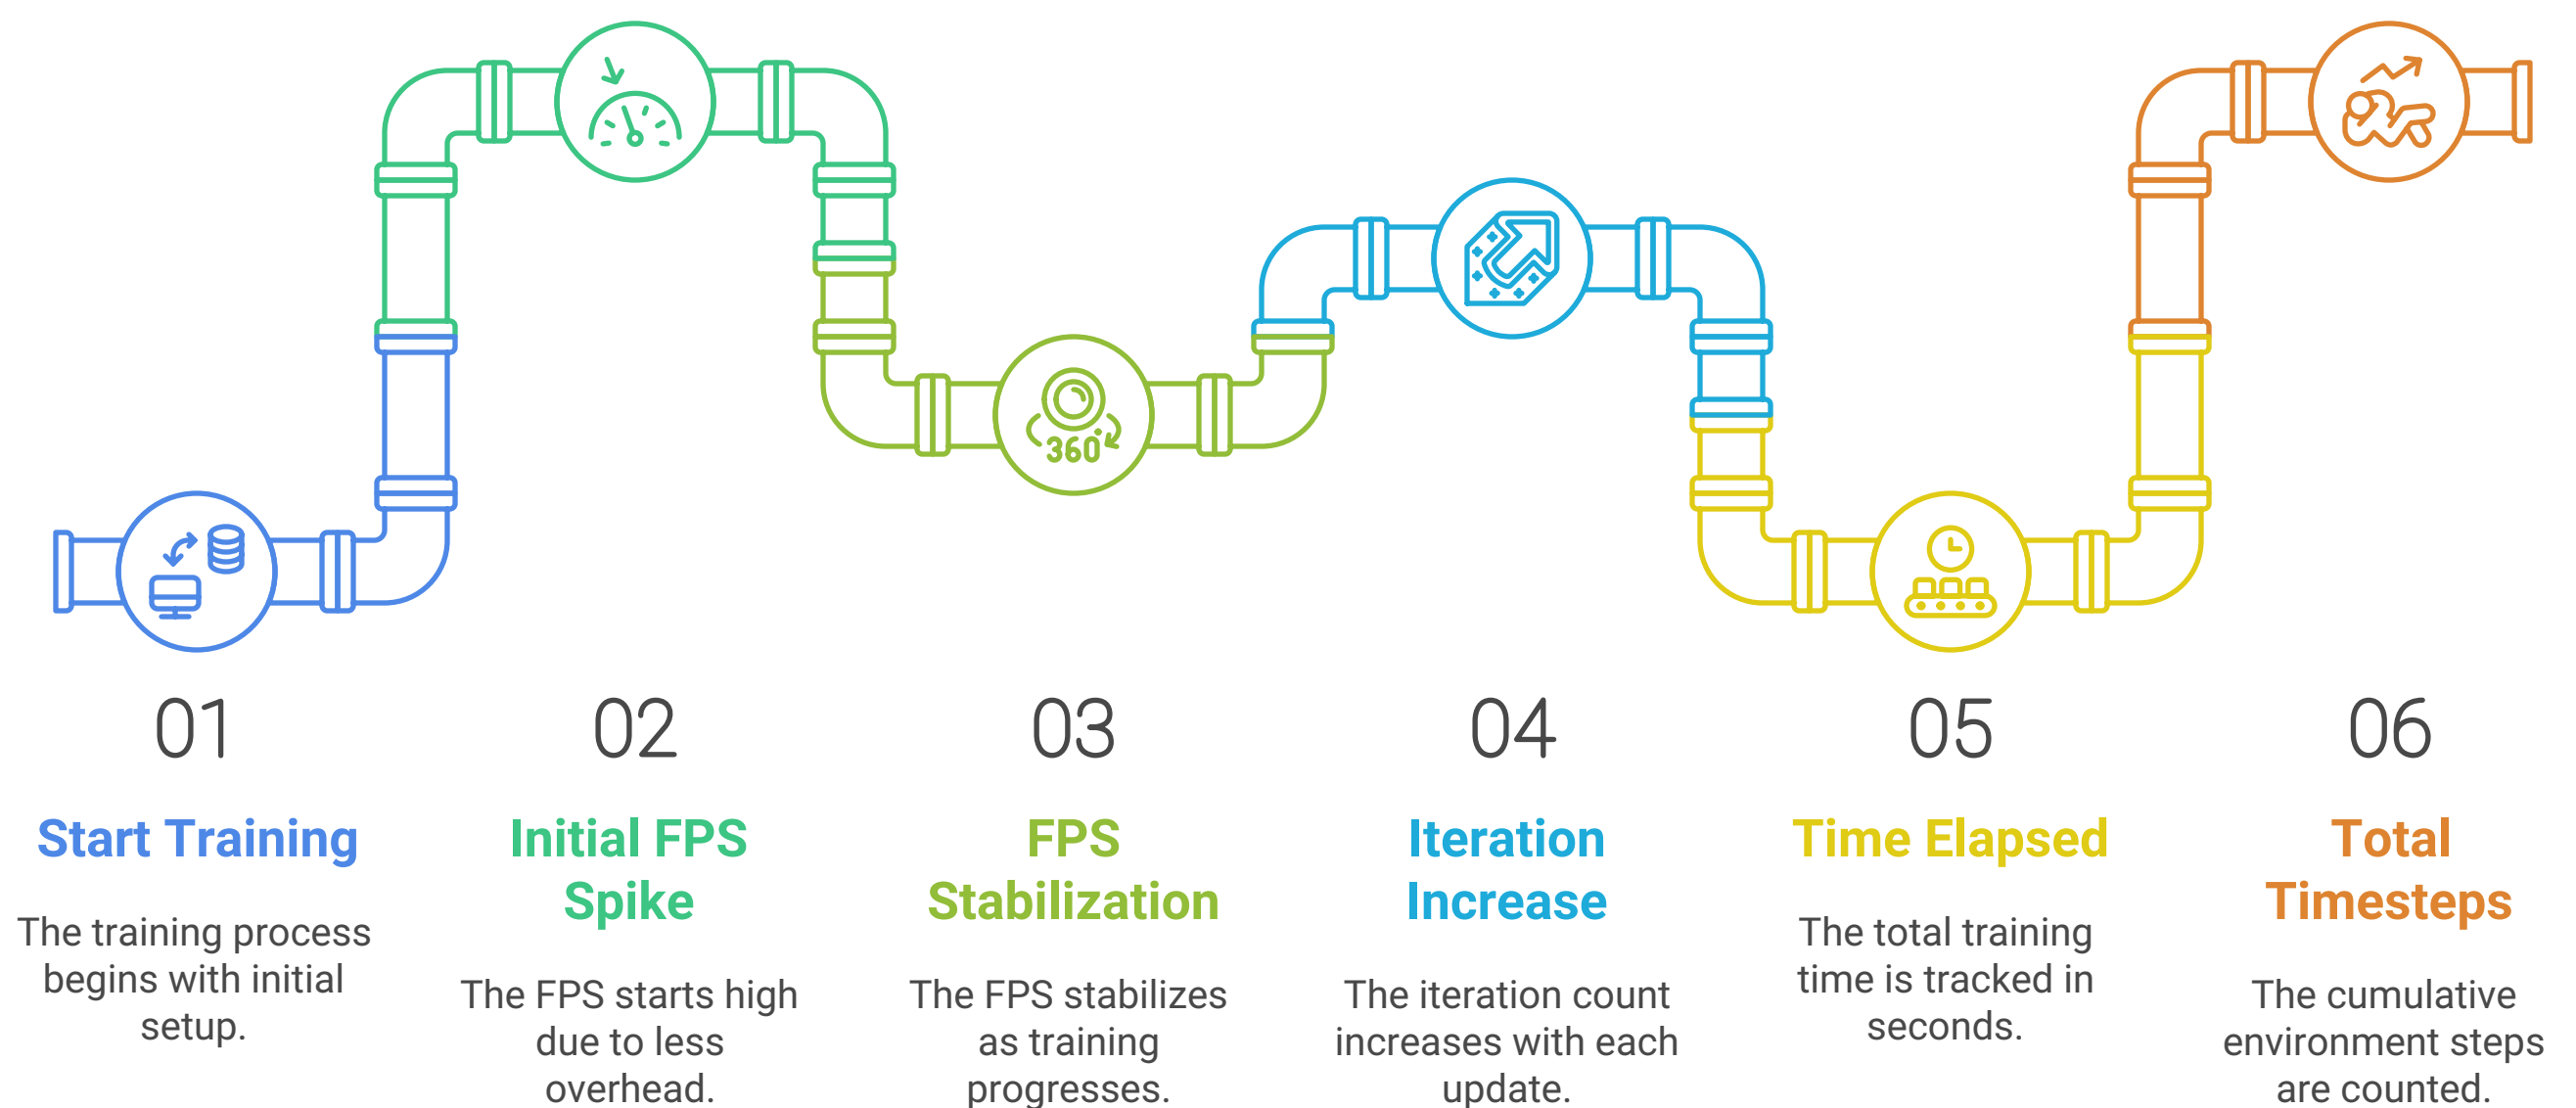 360°
01
Start Training
The training process
begins with initial
setup.
02
Initial FPS
Spike
The FPS starts high
due to less
overhead.
03
FPS
Stabilization
The FPS stabilizes
as training
progresses.
04
Iteration
Increase
The iteration count
increases with each
update.
05
Time Elapsed
The total training
time is tracked in
seconds.
06
Total
Timesteps
The cumulative
environment steps
are counted.